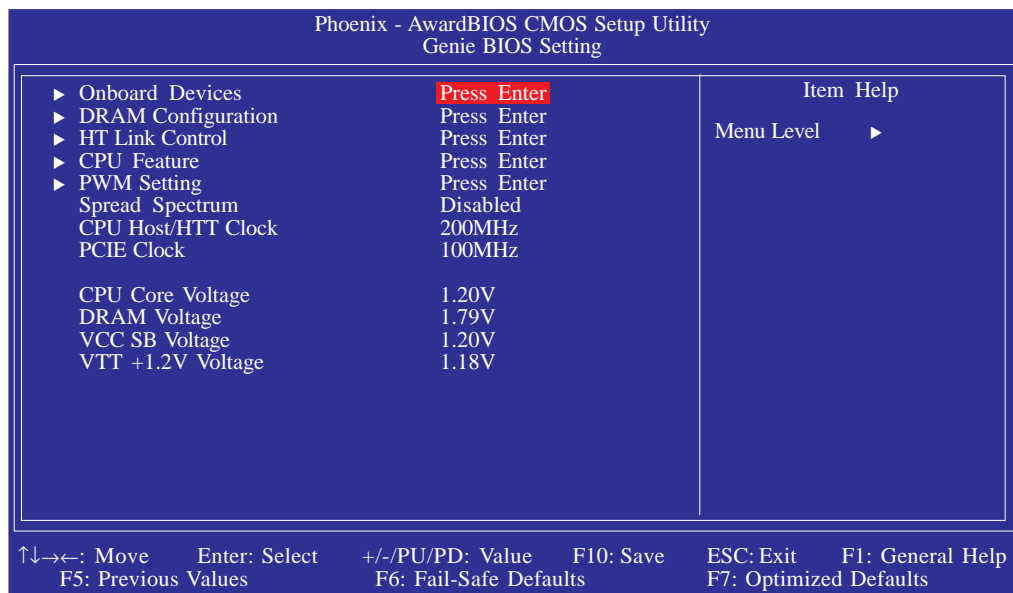 Phoenix - AwardBIOS CMOS Setup Utility
Genie BIOS Setting
▶ Onboard Devices Press Enter
▶ DRAM Configuration Press Enter
▶ HT Link Control Press Enter
▶ CPU Feature Press Enter
▶ PWM Setting Press Enter
Spread Spectrum Disabled
CPU Host/HTT Clock 200MHz
PCIE Clock 100MHz
CPU Core Voltage 1.20V
DRAM Voltage 1.79V
VCC SB Voltage 1.20V
VTT +1.2V Voltage 1.18V
Item Help
Menu Level ▶
↑↓→←: Move Enter: Select +/-/PU/PD: Value F10: Save ESC: Exit F1: General Help
F5: Previous Values F6: Fail-Safe Defaults F7: Optimized Defaults